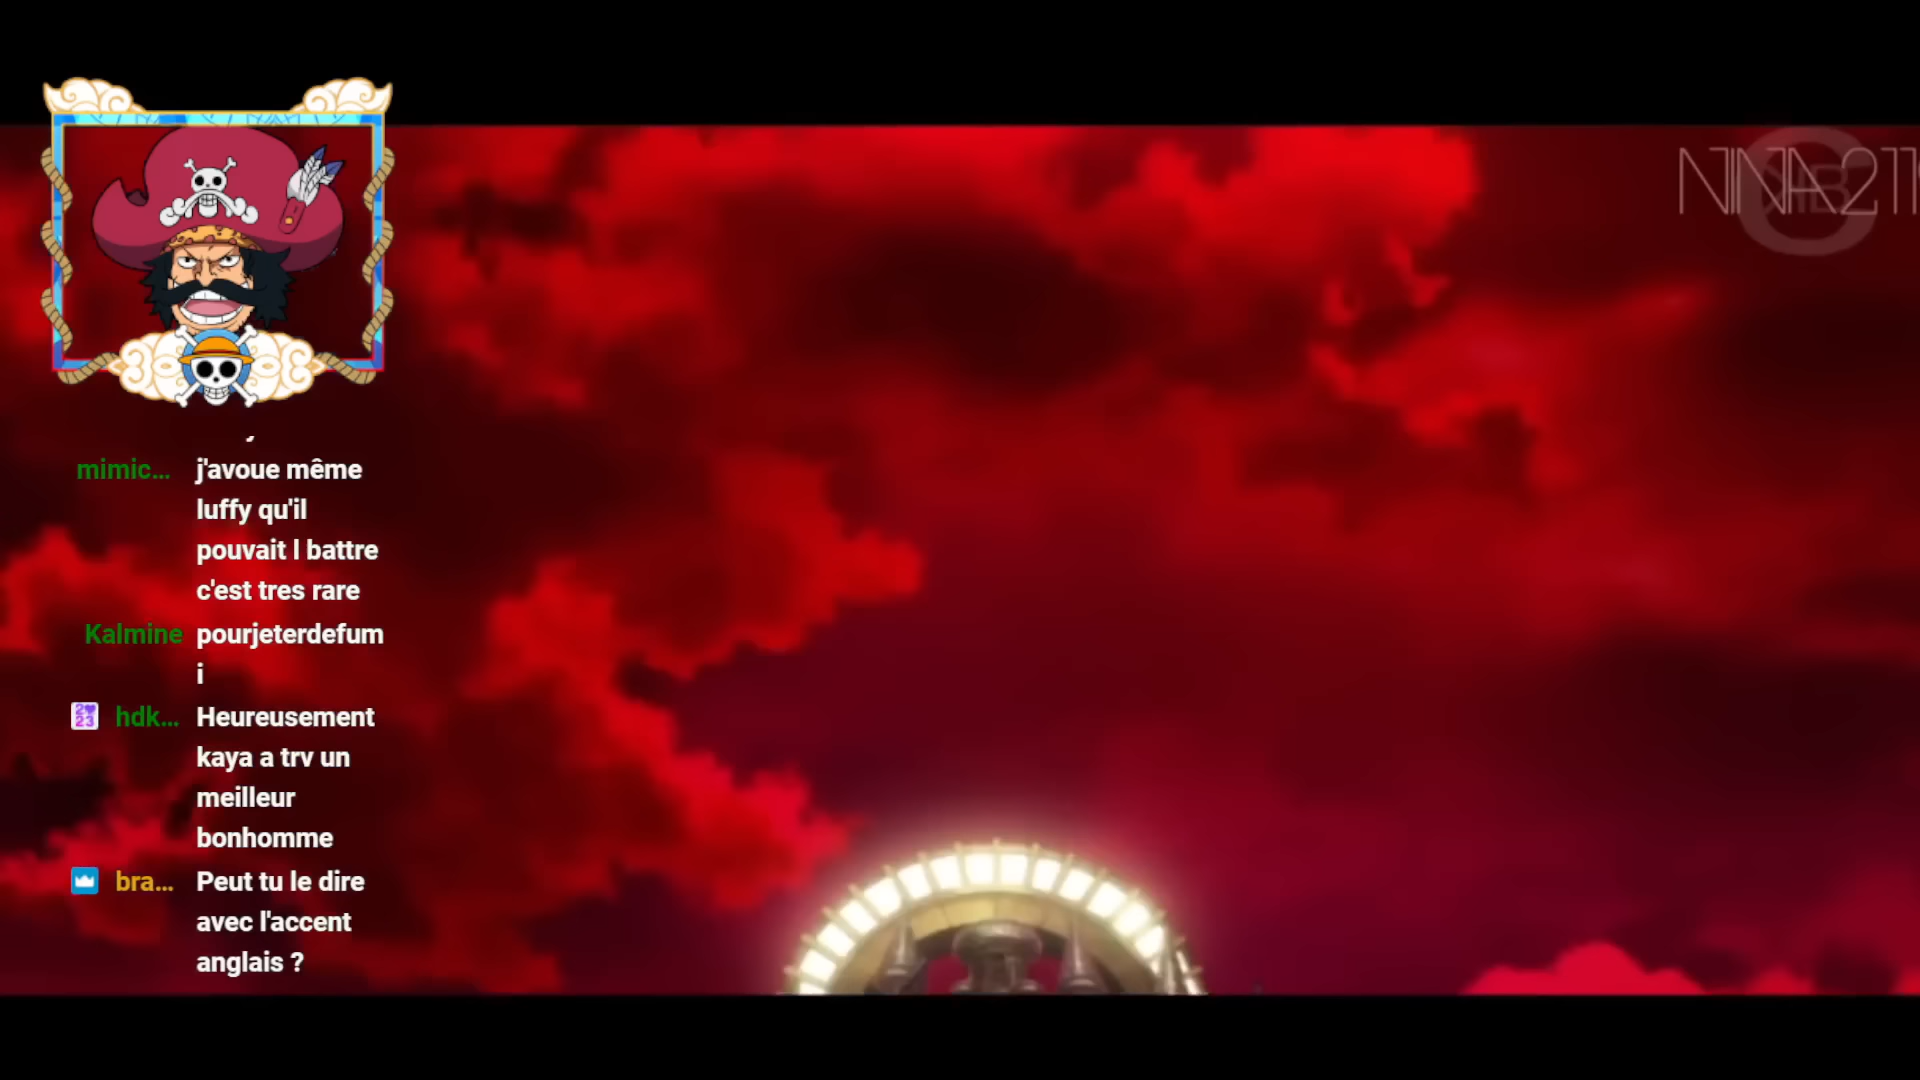 NINA211
mimic... j'avoue même
luffy qu'il
pouvait l battre
c'est tres rare
Kalmine pourjeterdefum
i
hdk... Heureusement
kaya a trv un
meilleur
bonhomme
bra... Peut tu le dire
avec l'accent
anglais ?